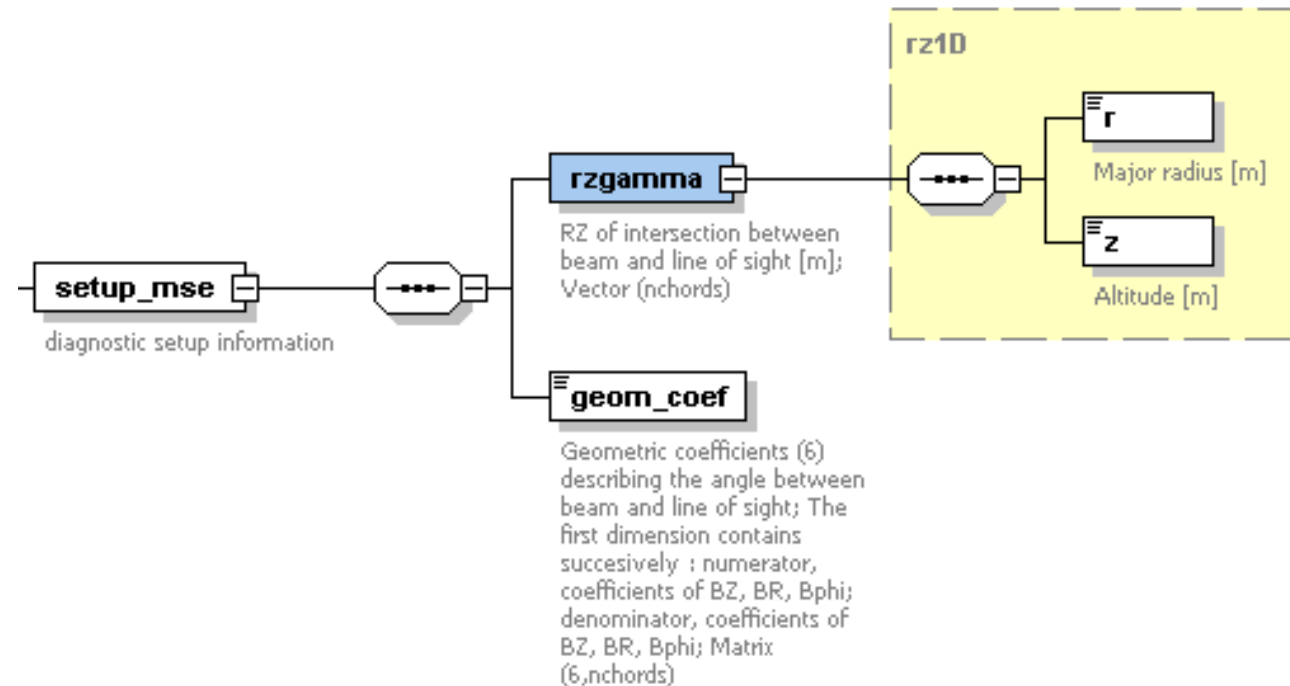 rz1D
r
Major radius [m]
z
Altitude [m]
rzgamma
RZ of intersection between
beam and line of sight [m];
Vector (nchords)
setup_mse
diagnostic setup information
geom_coef
Geometric coefficients (6)
describing the angle between
beam and line of sight; The
first dimension contains
succesively : numerator,
coefficients of BZ, BR, Bphi;
denominator, coefficients of
BZ, BR, Bphi; Matrix
(6,nchords)